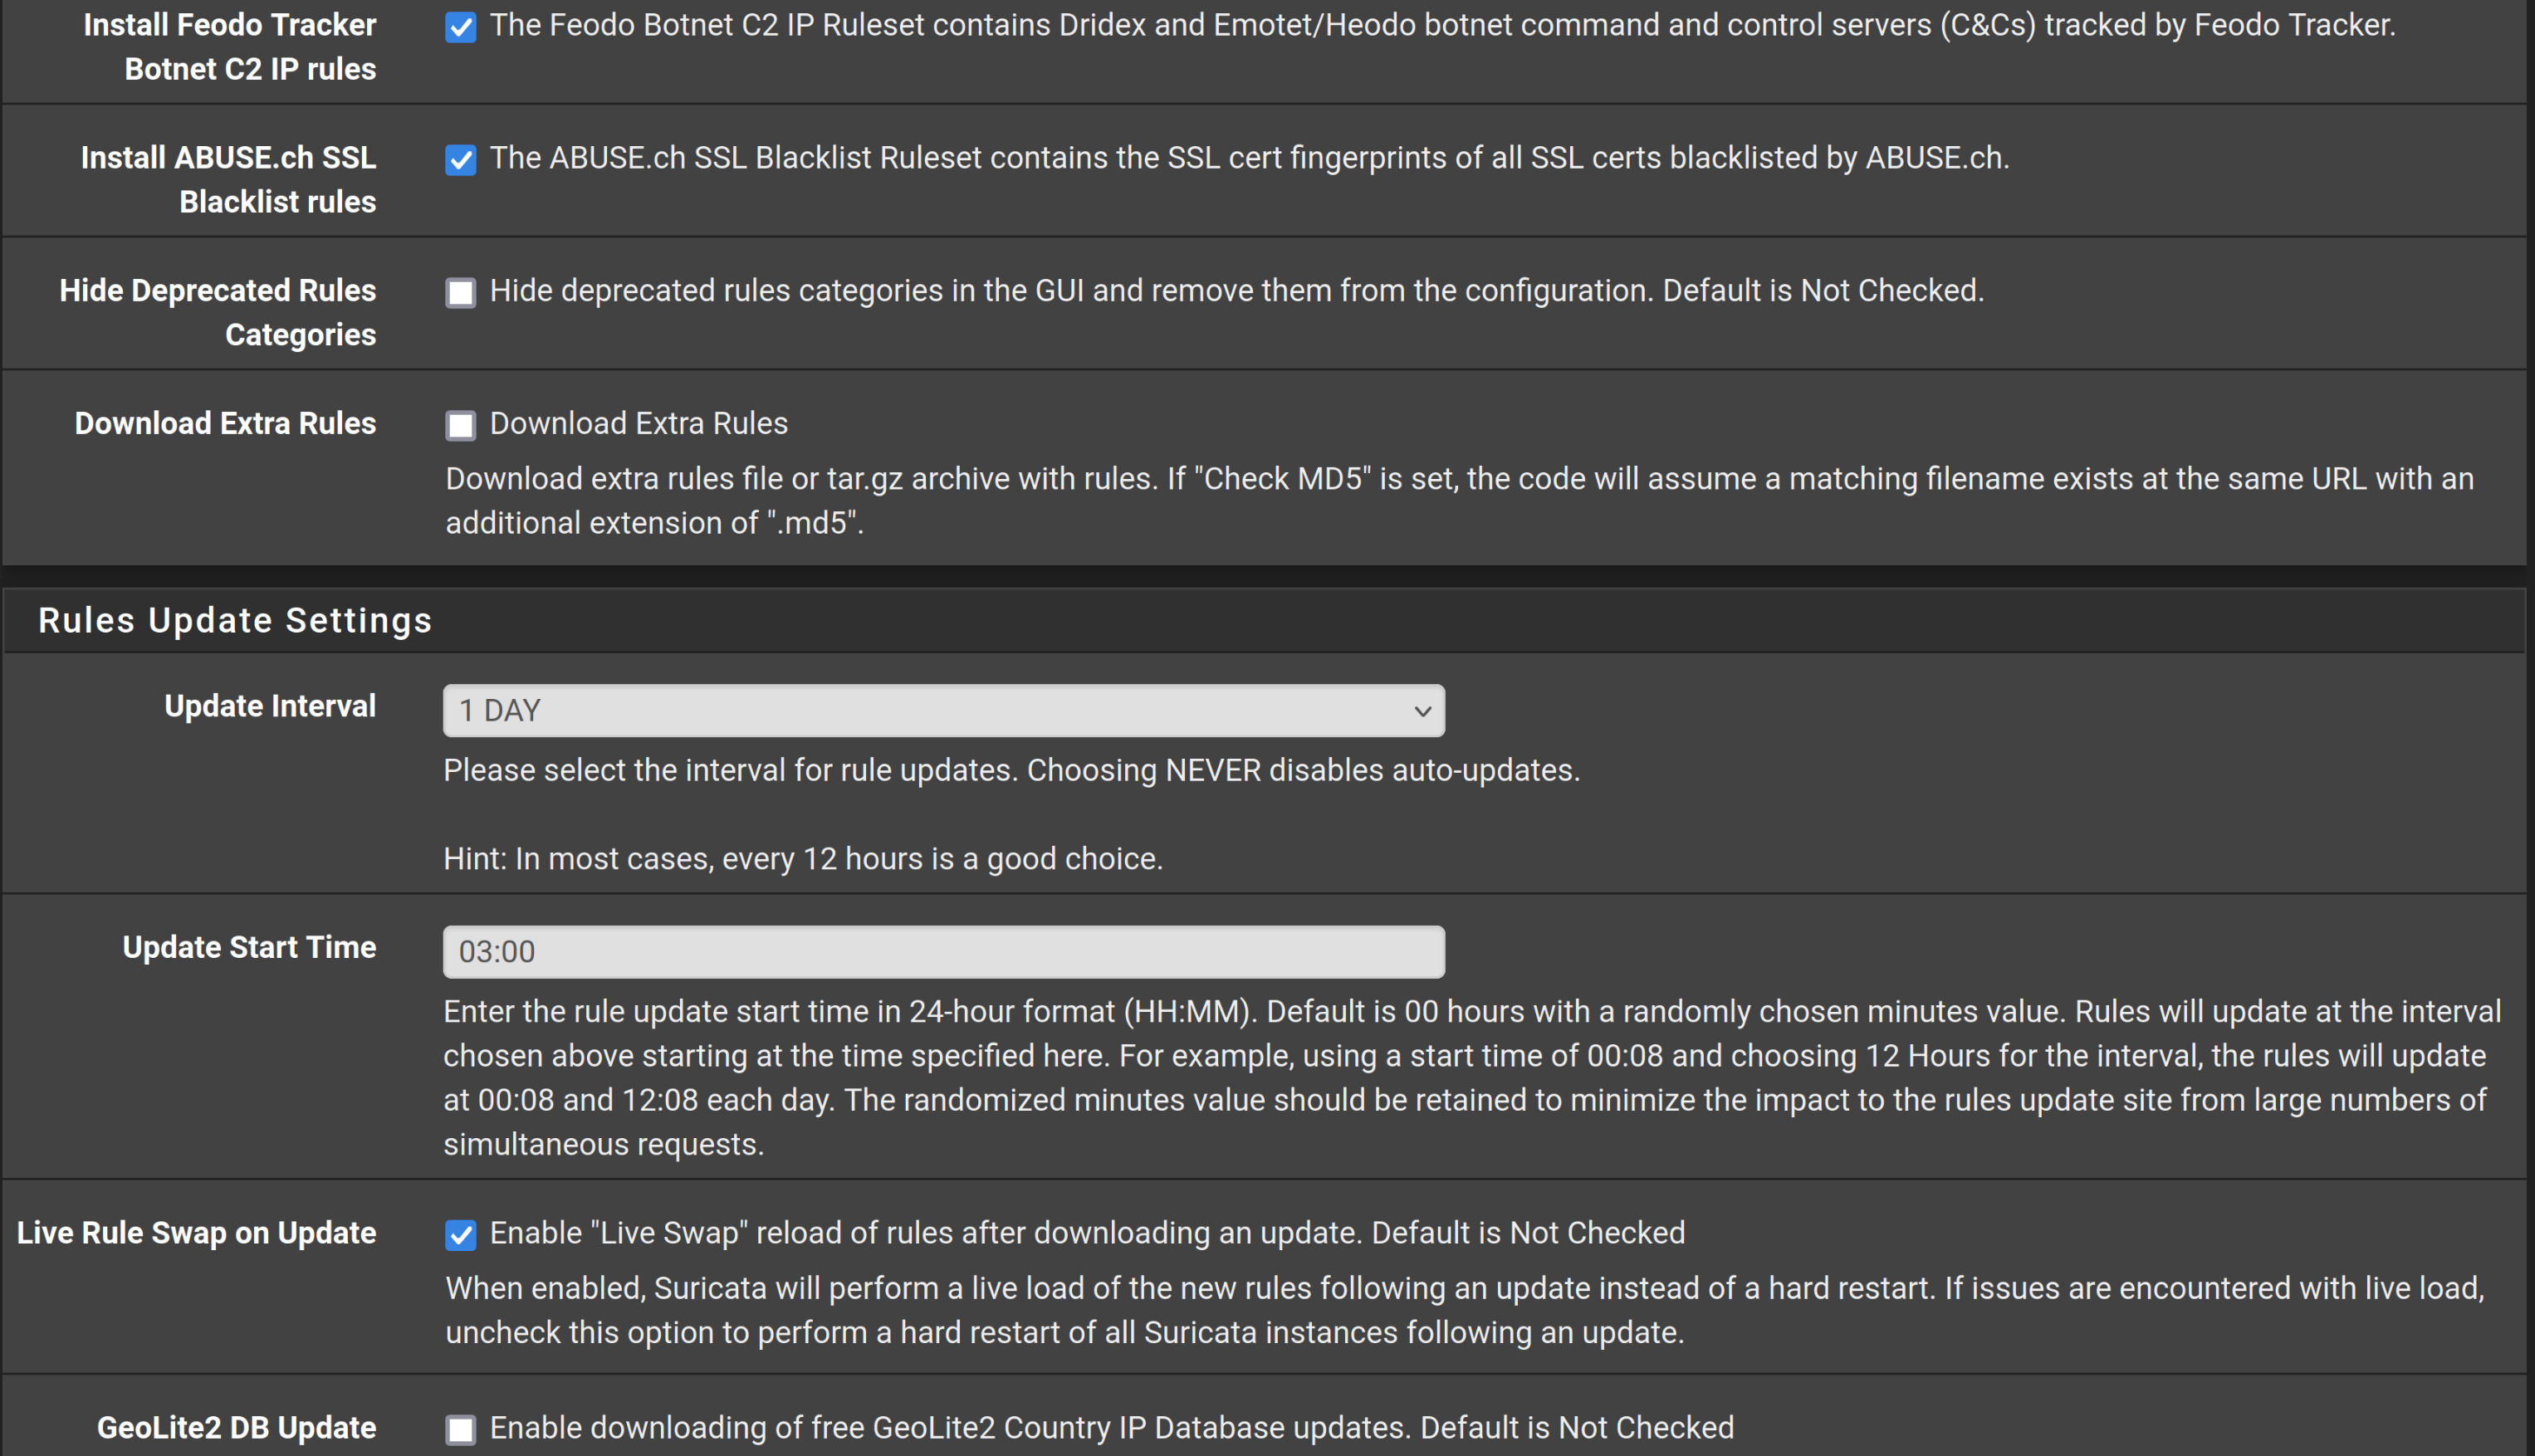 Install Feodo Tracker
Botnet C2 IP rules
The Feodo Botnet C2 IP Ruleset contains Dridex and Emotet/Heodo botnet command and control servers (C&Cs) tracked by Feodo Tracker.
Install ABUSE.ch SSL
Blacklist rules
The ABUSE.ch SSL Blacklist Ruleset contains the SSL cert fingerprints of all SSL certs blacklisted by ABUSE.ch.
Hide Deprecated Rules
Categories
Hide deprecated rules categories in the GUI and remove them from the configuration. Default is Not Checked.
Download Extra Rules
Download Extra Rules
Download extra rules file or tar.gz archive with rules. If "Check MD5" is set, the code will assume a matching filename exists at the same URL with an
additional extension of ".md5".
Rules Update Settings
Update Interval
1 DAY
Please select the interval for rule updates. Choosing NEVER disables auto-updates.
Hint: In most cases, every 12 hours is a good choice.
Update Start Time
03:00
Enter the rule update start time in 24-hour format (HH:MM). Default is 00 hours with a randomly chosen minutes value. Rules will update at the interval
chosen above starting at the time specified here. For example, using a start time of 00:08 and choosing 12 Hours for the interval, the rules will update
at 00:08 and 12:08 each day. The randomized minutes value should be retained to minimize the impact to the rules update site from large numbers of
simultaneous requests.
Live Rule Swap on Update
Enable "Live Swap" reload of rules after downloading an update. Default is Not Checked
When enabled, Suricata will perform a live load of the new rules following an update instead of a hard restart. If issues are encountered with live load,
uncheck this option to perform a hard restart of all Suricata instances following an update.
GeoLite2 DB Update
Enable downloading of free GeoLite2 Country IP Database updates. Default is Not Checked